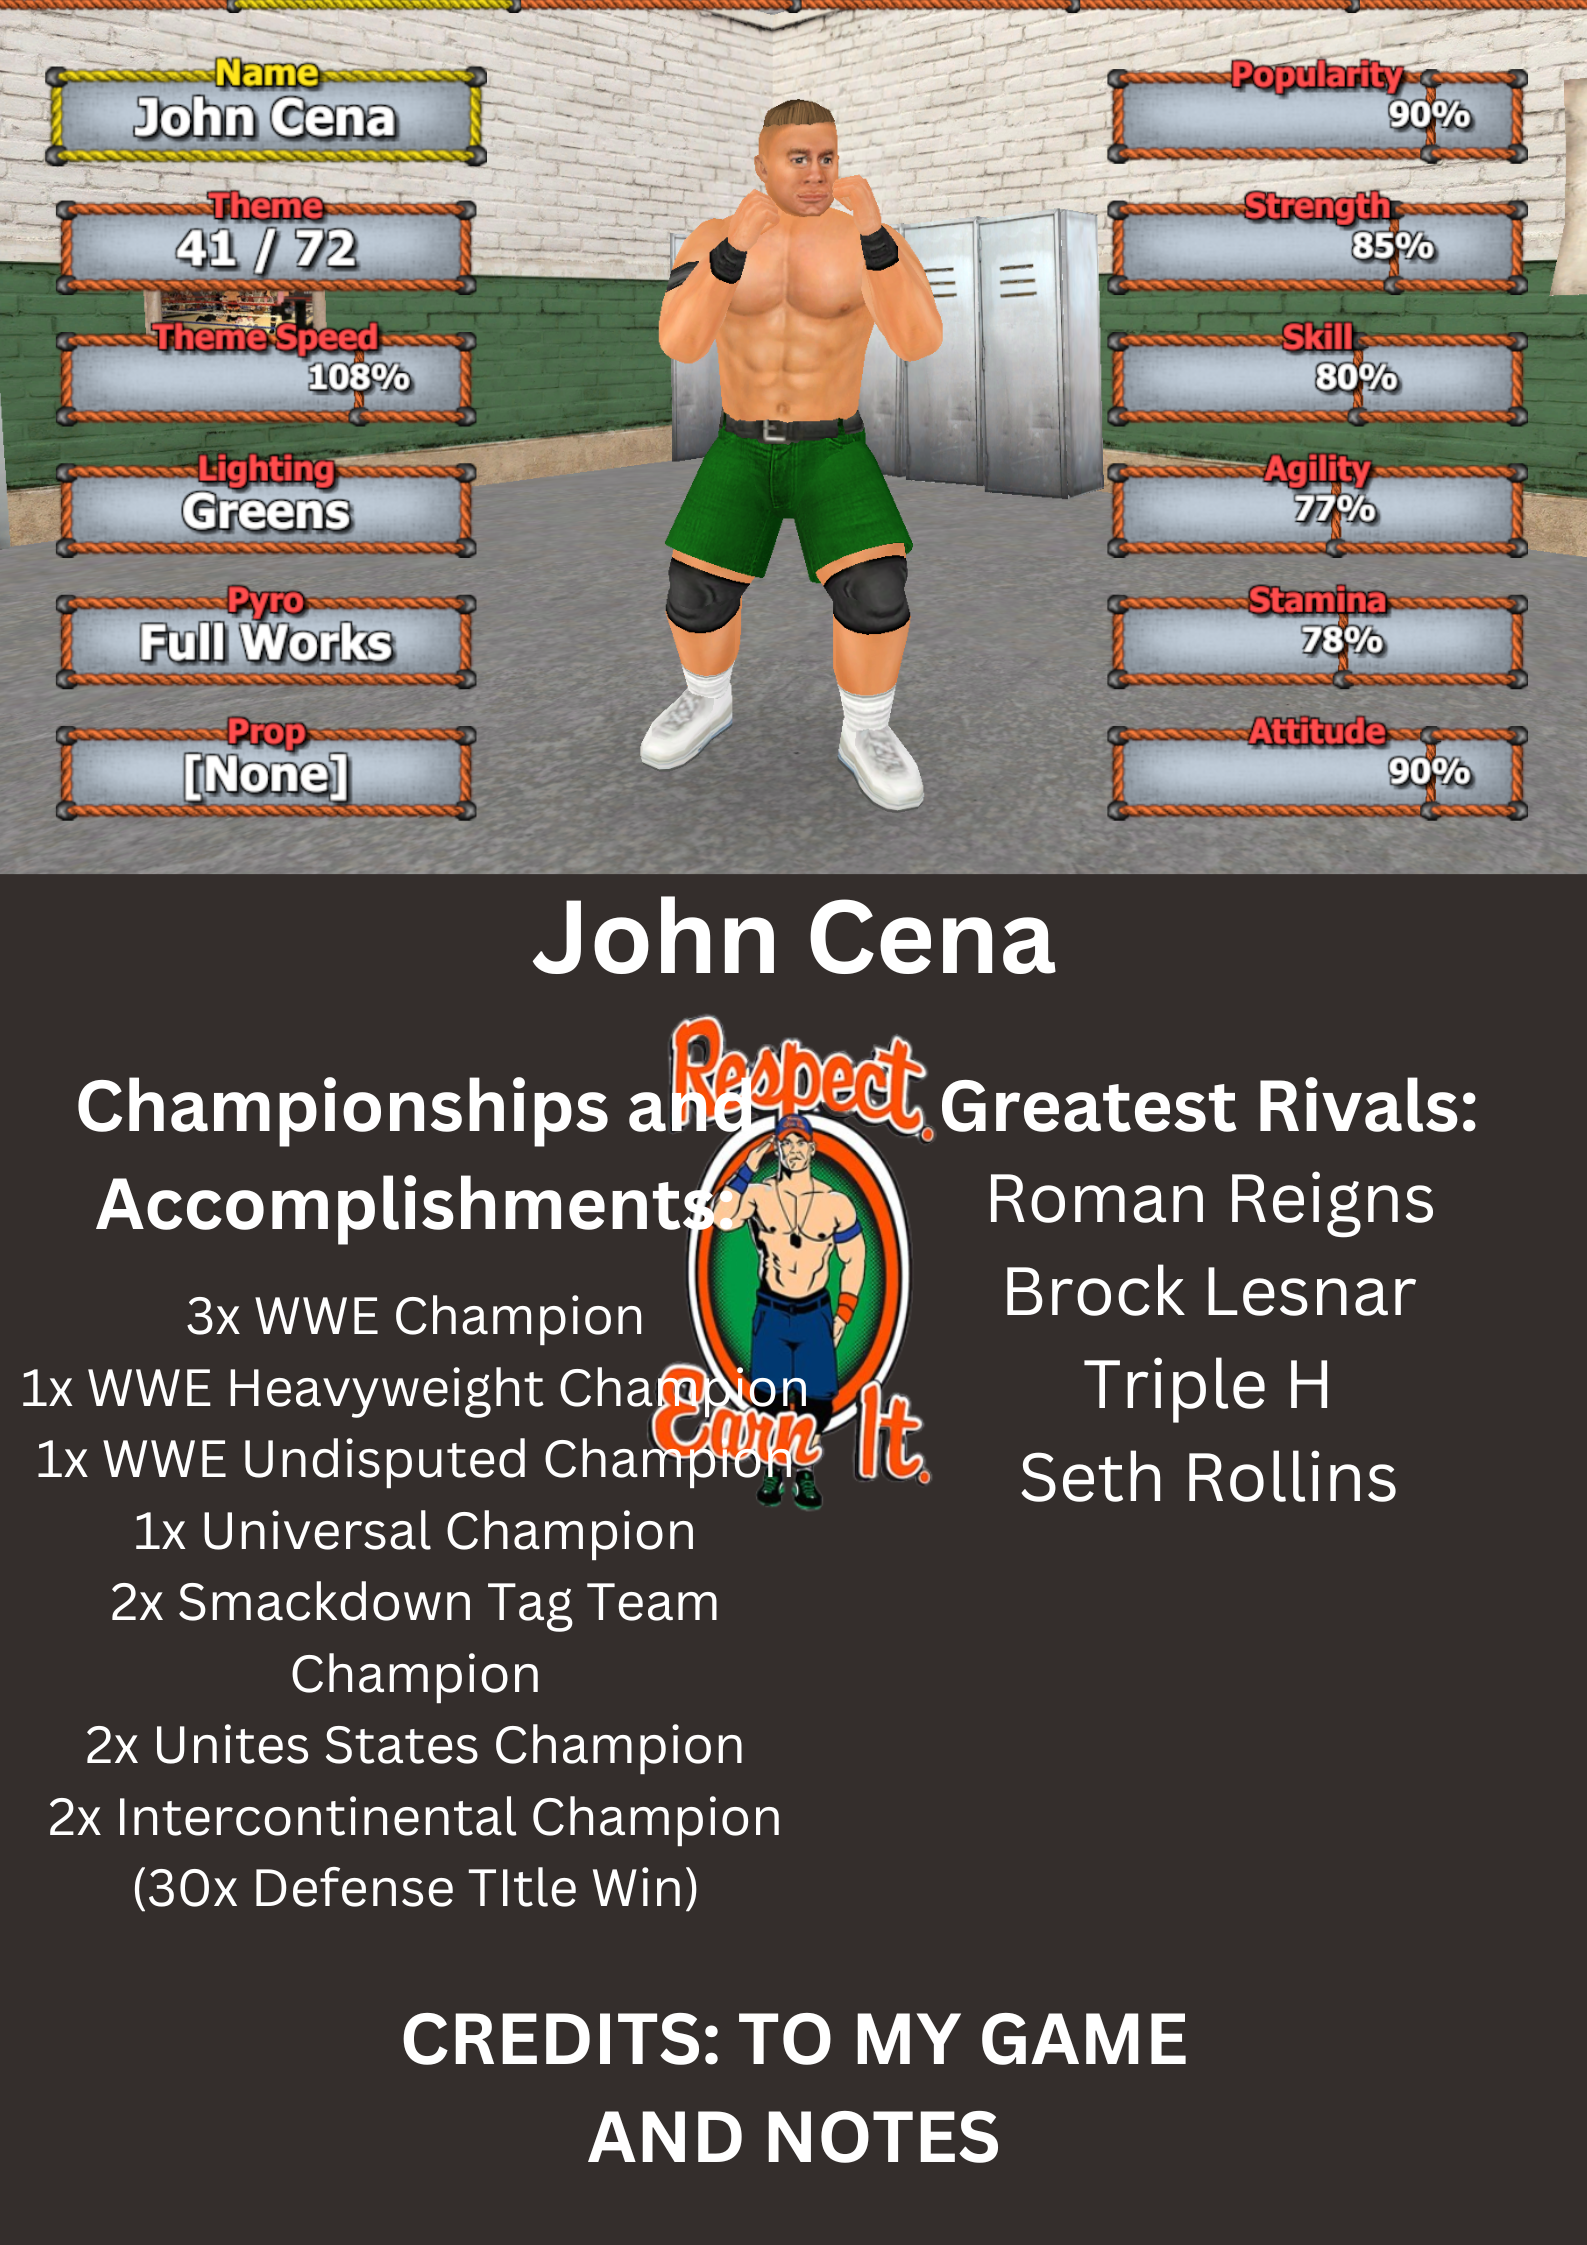 Name
John Cena
Theme
41 / 72
Theme Speed
108%
Lighting
Greens
Pyro
Full Works
Prop
[None]
Popularity
90%
Strength
85%
Skill
80%
Agility
77%
Stamina
78%
Attitude
90%
John Cena
Championships and
Accomplishments:
3x WWE Champion
1x WWE Heavyweight Champion
1x WWE Undisputed Champion
1x Universal Champion
2x Smackdown Tag Team
Champion
2x Unites States Champion
2x Intercontinental Champion
(30x Defense TItle Win)
Respect.
Earn It.
Greatest Rivals:
Roman Reigns
Brock Lesnar
Triple H
Seth Rollins
CREDITS: TO MY GAME
AND NOTES